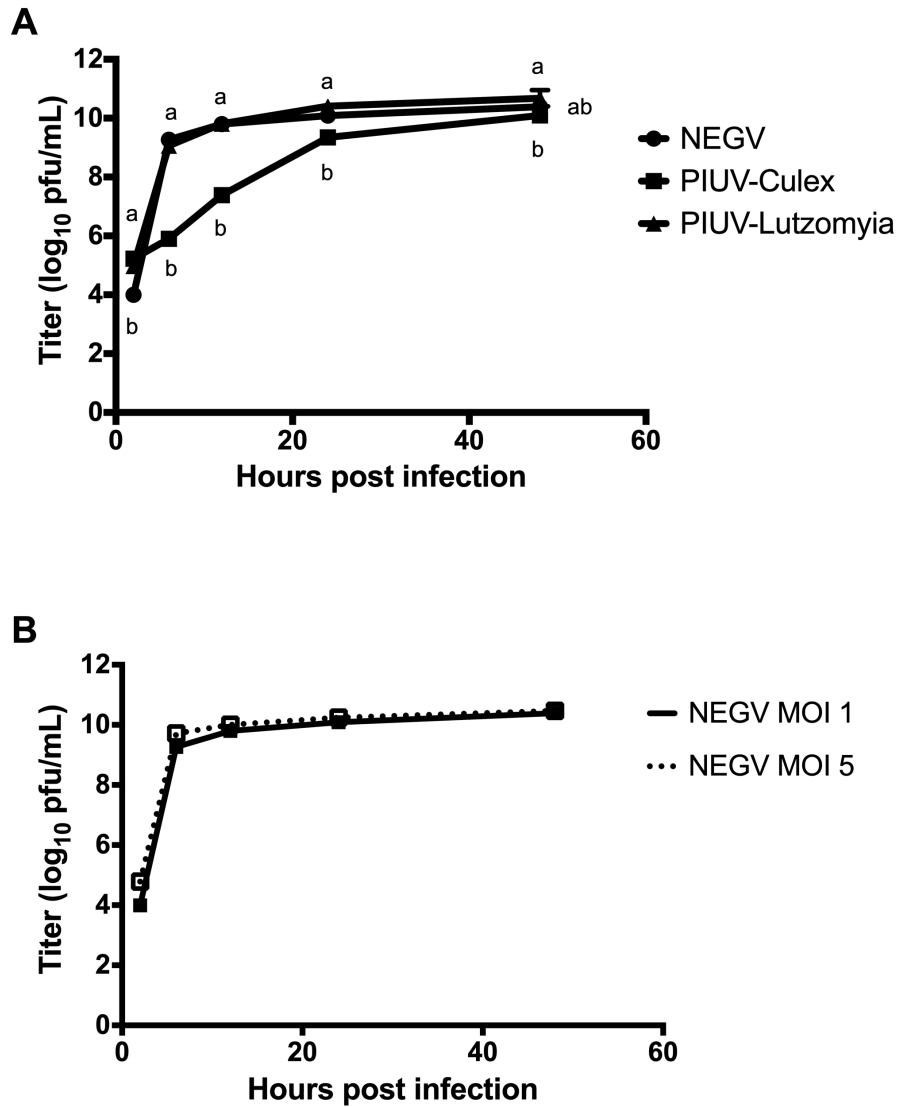 A
12
10
8
6
4
2
0
Titer (log10 pfu/mL)
a
a
a
a
a
ab
b
b
b
b
b
0 20 40 60
Hours post infection
NEGV
PIUV-Culex
PIUV-Lutzomyia
B
12
10
8
6
4
2
0
Titer (log10 pfu/mL)
0 20 40 60
Hours post infection
NEGV MOI 1
NEGV MOI 5